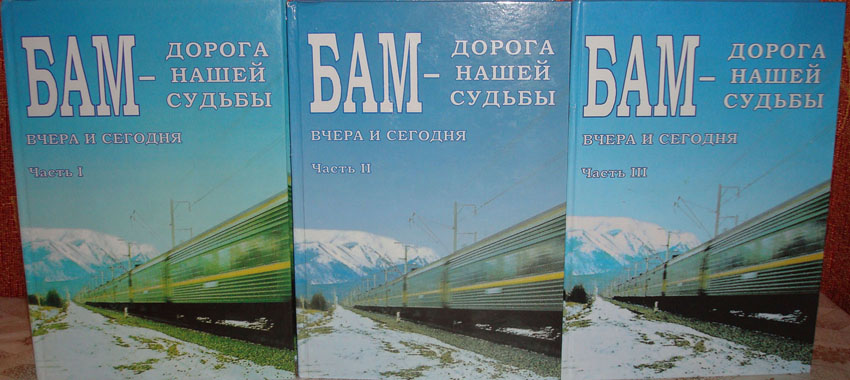 БАМ – ДОРОГА
НАШЕЙ
СУДЬБЫ
ВЧЕРА И СЕГОДНЯ
Часть I
БАМ – ДОРОГА
НАШЕЙ
СУДЬБЫ
ВЧЕРА И СЕГОДНЯ
Часть II
БАМ – ДОРОГА
НАШЕЙ
СУДЬБЫ
ВЧЕРА И СЕГОДНЯ
Часть III